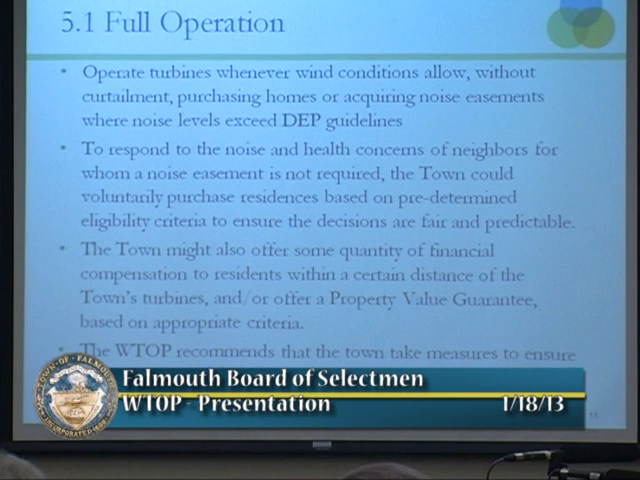 5.1 Full Operation
• Operate turbines whenever wind conditions allow, without
curtailment, purchasing homes or acquiring noise easements
where noise levels exceed DEP guidelines
• To respond to the noise and health concerns of neighbors for
whom a noise easement is not required, the Town could
voluntarily purchase residences based on pre-determined
eligibility criteria to ensure the decisions are fair and predictable.
• The Town might also offer some quantity of financial
compensation to residents within a certain distance of the
Town's turbines, and/or offer a Property Value Guarantee,
based on appropriate criteria.
• The WTOP recommends that the town take measures to ensure
TOWN OF FALMOUTH
INCORPORATED
Falmouth Board of Selectmen
WTOP - Presentation 1/18/13